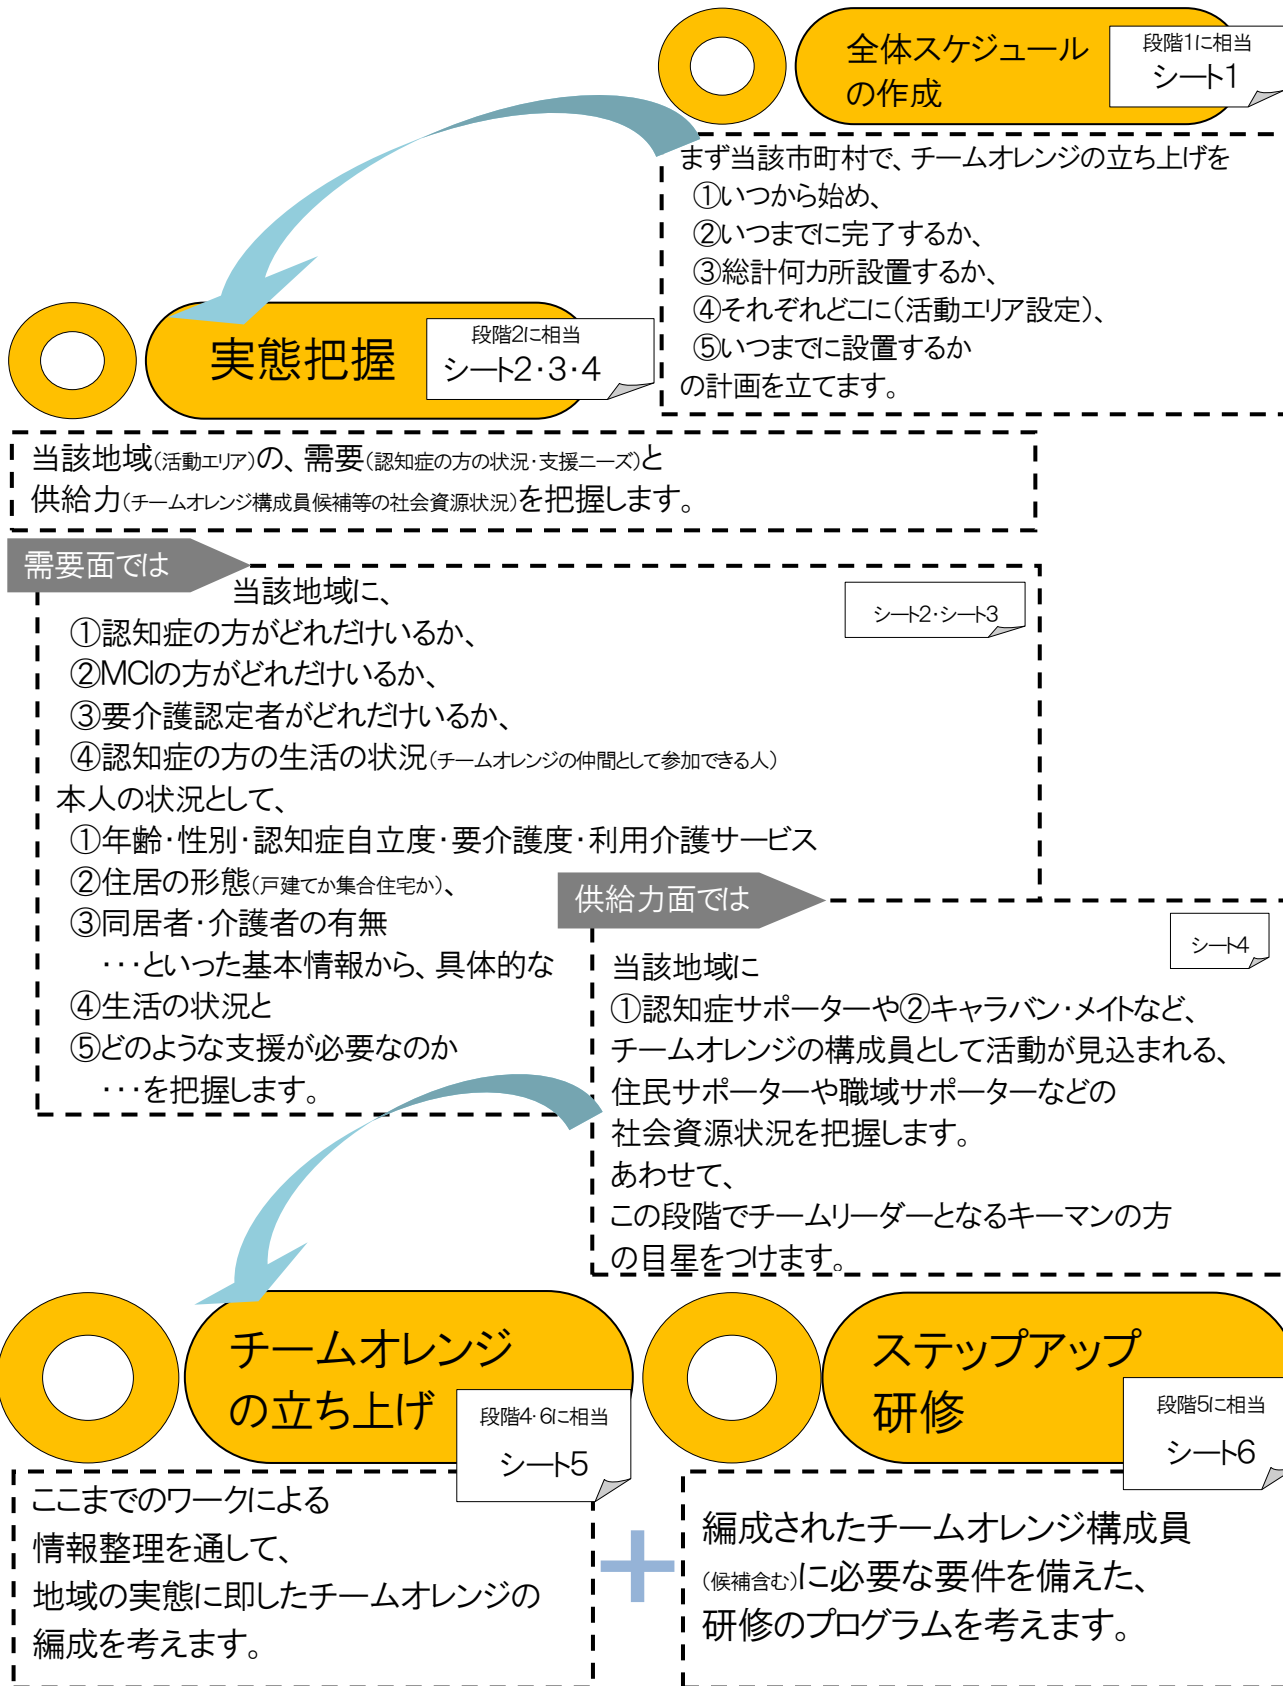 全体スケジュール
の作成
段階1に相当
シート1
まず当該市町村で、チームオレンジの立ち上げを
①いつから始め、
②いつまでに完了するか、
③総計何カ所設置するか、
④それぞれどこに（活動エリア設定）、
⑤いつまでに設置するか
の計画を立てます。
実態把握
段階2に相当
シート2・3・4
当該地域（活動エリア）の、需要（認知症の方の状況・支援ニーズ）と
供給力（チームオレンジ構成員候補等の社会資源状況）を把握します。
需要面では
シート2・シート3
当該地域に、
①認知症の方がどれだけいるか、
②MCIの方がどれだけいるか、
③要介護認定者がどれだけいるか、
④認知症の方の生活の状況（チームオレンジの仲間として参加できる人）
本人の状況として、
①年齢・性別・認知症自立度・要介護度・利用介護サービス
②住居の形態（戸建てか集合住宅か）、
③同居者・介護者の有無
・・・といった基本情報から、具体的な
④生活の状況と
⑤どのような支援が必要なのか
・・・を把握します。
供給力面では
シート4
当該地域に
①認知症サポーターや②キャラバン・メイトなど、
チームオレンジの構成員として活動が見込まれる、
住民サポーターや職域サポーターなどの
社会資源状況を把握します。
あわせて、
この段階でチームリーダーとなるキーマンの方
の目星をつけます。
チームオレンジ
の立ち上げ
段階4・6に相当
シート5
ここまでのワークによる
情報整理を通して、
地域の実態に即したチームオレンジの
編成を考えます。
ステップアップ
研修
段階5に相当
シート6
編成されたチームオレンジ構成員
（候補含む）に必要な要件を備えた、
研修のプログラムを考えます。